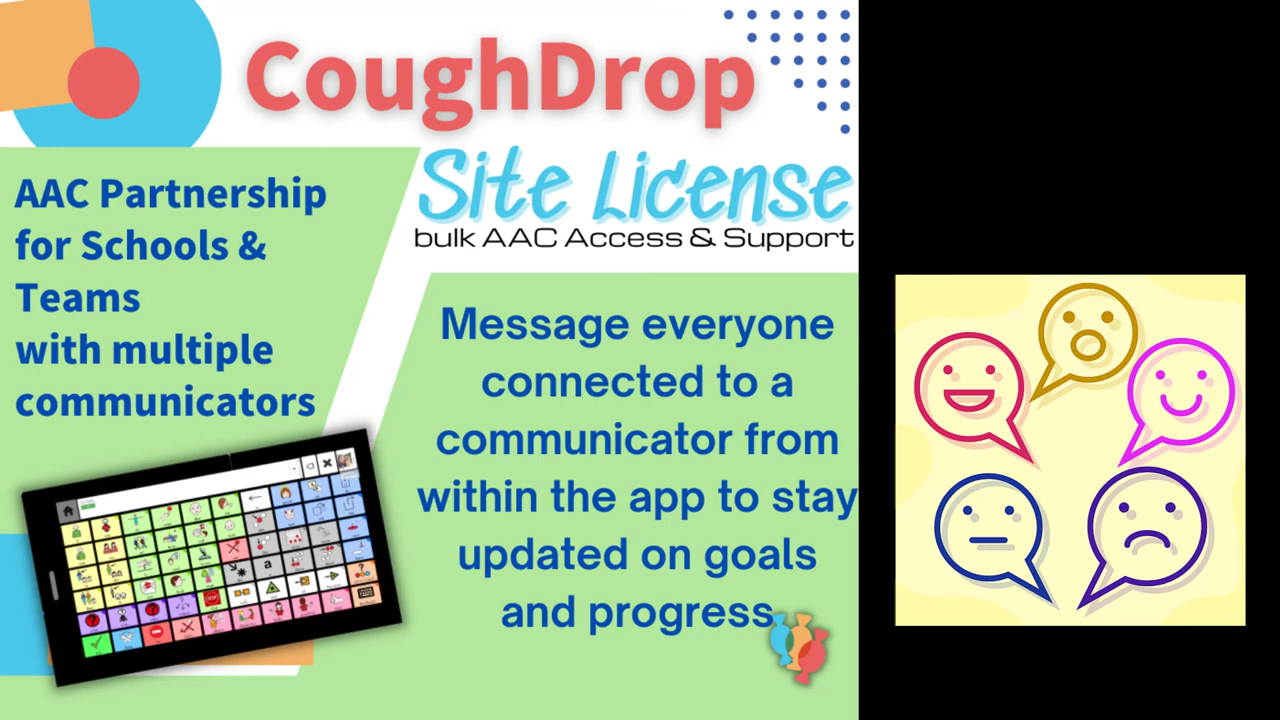 CoughDrop
Site License
bulk AAC Access & Support
AAC Partnership
for Schools &
Teams
with multiple
communicators
Message everyone
connected to a
communicator from
within the app to stay
updated on goals
and progress